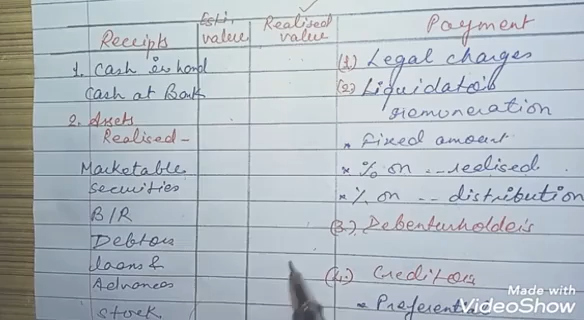 Receipts
Esti. value
Realised value
Payment
1. Cash in hand
Cash at Bank
2. Assets
Realised -
Marketable
Securities
B/R
Debtors
Loans &
Advances
Stock
(1) Legal charges
(2) Liquidator's
remuneration
* Fixed amount
* % on -- realised
* % on -- distribution
(3) Debentureholders
(4) Creditors
* Preferential
Made with
VideoShow